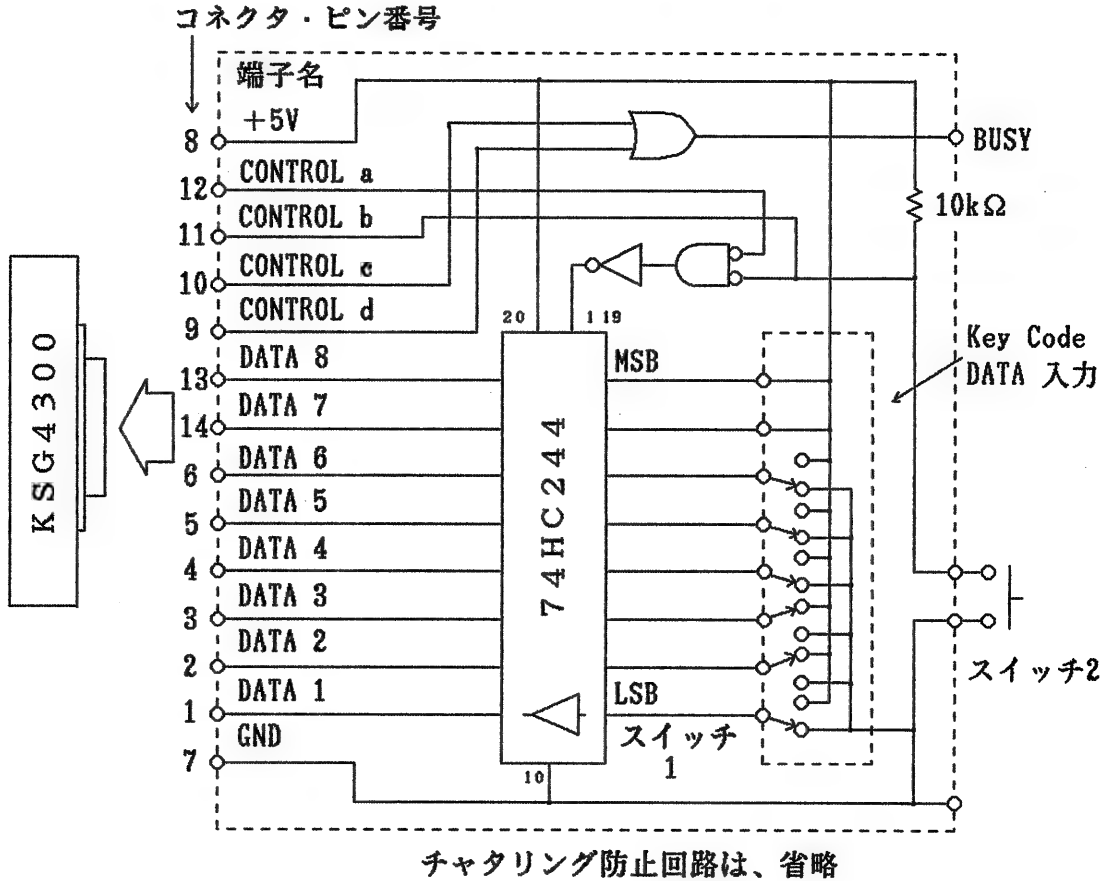 コネクタ・ピン番号
端子名
8 +5V
BUSY
12 CONTROL a
11 CONTROL b
10kΩ
10 CONTROL c
9 CONTROL d
20
1 19
Key Code
DATA 入力
13 DATA 8
MSB
14 DATA 7
6 DATA 6
5 DATA 5
4 DATA 4
3 DATA 3
2 DATA 2
1 DATA 1
LSB
7 GND
10
KSG4300
74HC244
スイッチ
1
スイッチ2
チャタリング防止回路は、省略